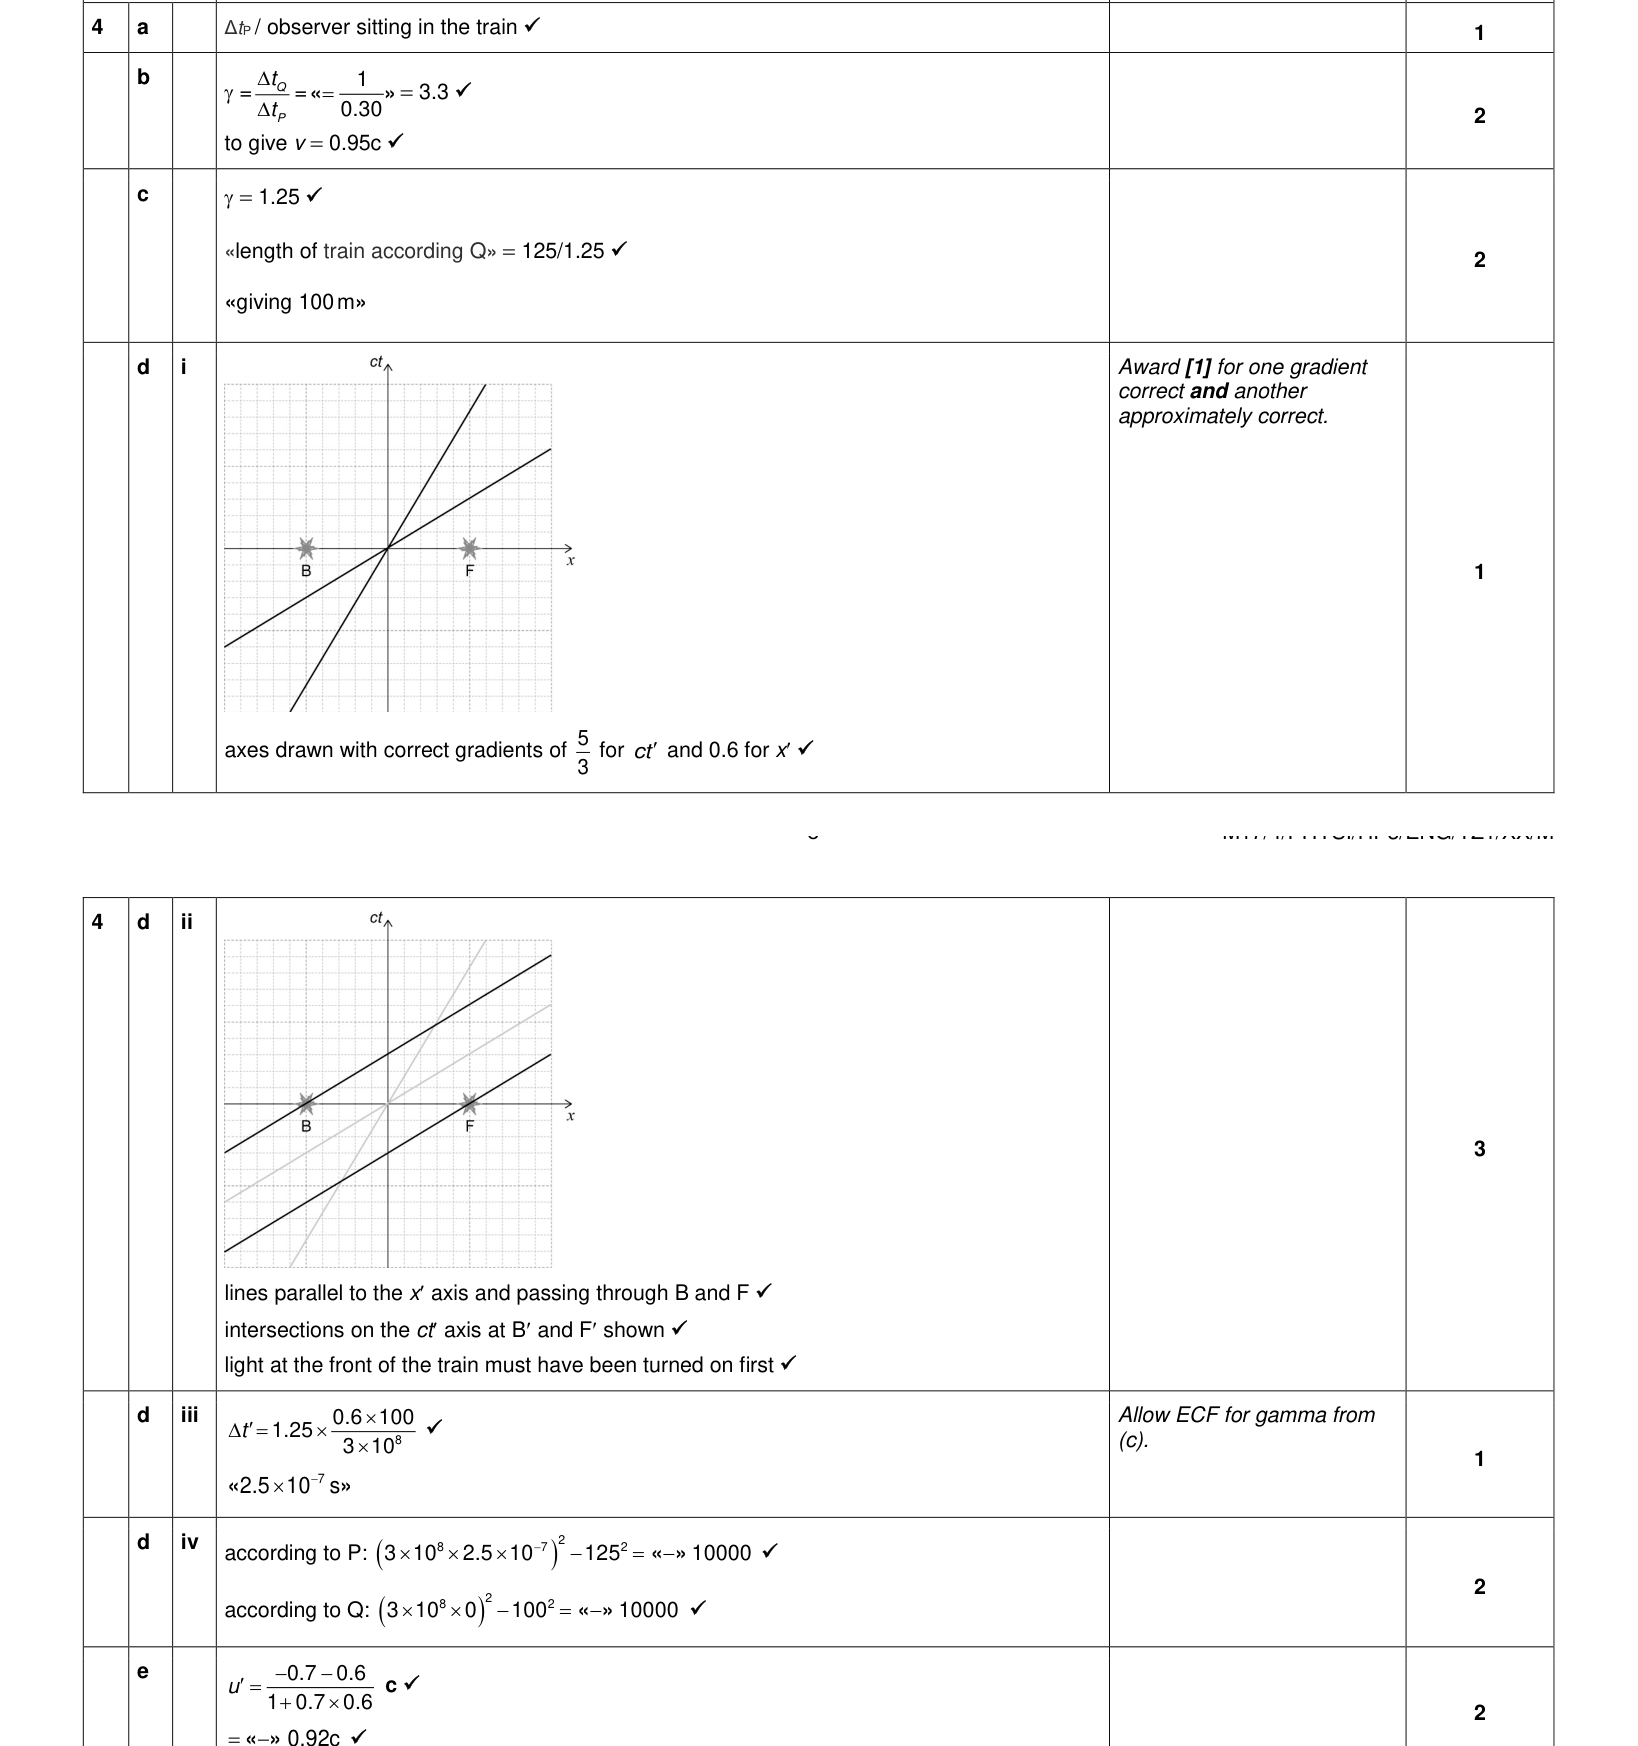 4 a Δtₚ / observer sitting in the train ✓ 1
b γ = Δt_Q / Δt_P = «= 1 / 0.30» = 3.3 ✓
to give v = 0.95c ✓
2
c γ = 1.25 ✓
«length of train according Q» = 125/1.25 ✓
2
«giving 100 m»
d i
ct
x
B F
Award [1] for one gradient
correct and another
approximately correct.
1
axes drawn with correct gradients of 5/3 for ct′ and 0.6 for x′ ✓
4 d ii
ct
x
B F
3
lines parallel to the x′ axis and passing through B and F ✓
intersections on the ct′ axis at B′ and F′ shown ✓
light at the front of the train must have been turned on first ✓
d iii Δt′ = 1.25 × (0.6 × 100) / (3 × 10⁸) ✓
«2.5 × 10⁻⁷ s»
Allow ECF for gamma from
(c).
1
d iv according to P: (3 × 10⁸ × 2.5 × 10⁻⁷)² − 125² = «−» 10000 ✓
according to Q: (3 × 10⁸ × 0)² − 100² = «−» 10000 ✓
2
e u′ = (−0.7 − 0.6) / (1 + 0.7 × 0.6) c ✓
= «−» 0.92c ✓
2